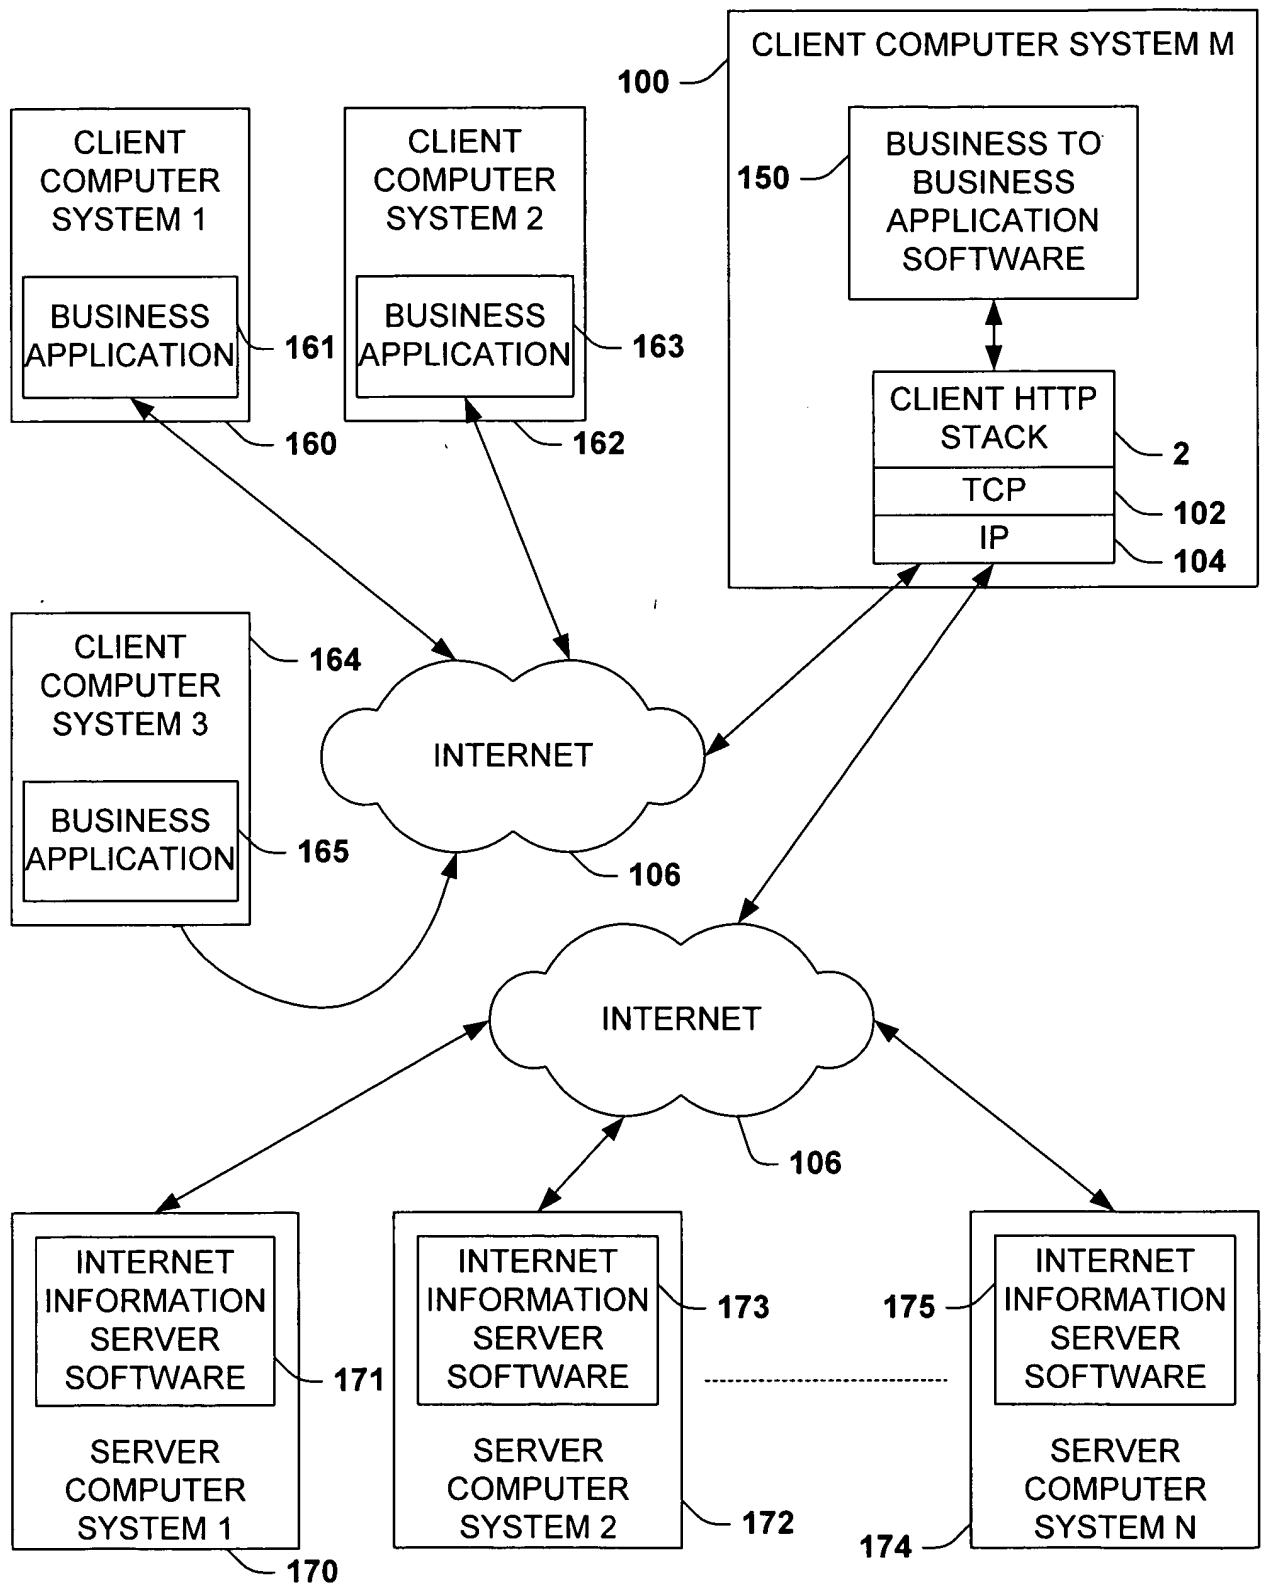 CLIENT COMPUTER SYSTEM M
100
BUSINESS TO
BUSINESS
APPLICATION
SOFTWARE
150
CLIENT HTTP
STACK
2
TCP
102
IP
104
CLIENT
COMPUTER
SYSTEM 1
BUSINESS
APPLICATION
161
160
CLIENT
COMPUTER
SYSTEM 2
BUSINESS
APPLICATION
163
162
CLIENT
COMPUTER
SYSTEM 3
164
BUSINESS
APPLICATION
165
INTERNET
106
INTERNET
106
INTERNET
INFORMATION
SERVER
SOFTWARE
171
SERVER
COMPUTER
SYSTEM 1
170
INTERNET
INFORMATION
SERVER
SOFTWARE
173
SERVER
COMPUTER
SYSTEM 2
172
INTERNET
INFORMATION
SERVER
SOFTWARE
175
SERVER
COMPUTER
SYSTEM N
174